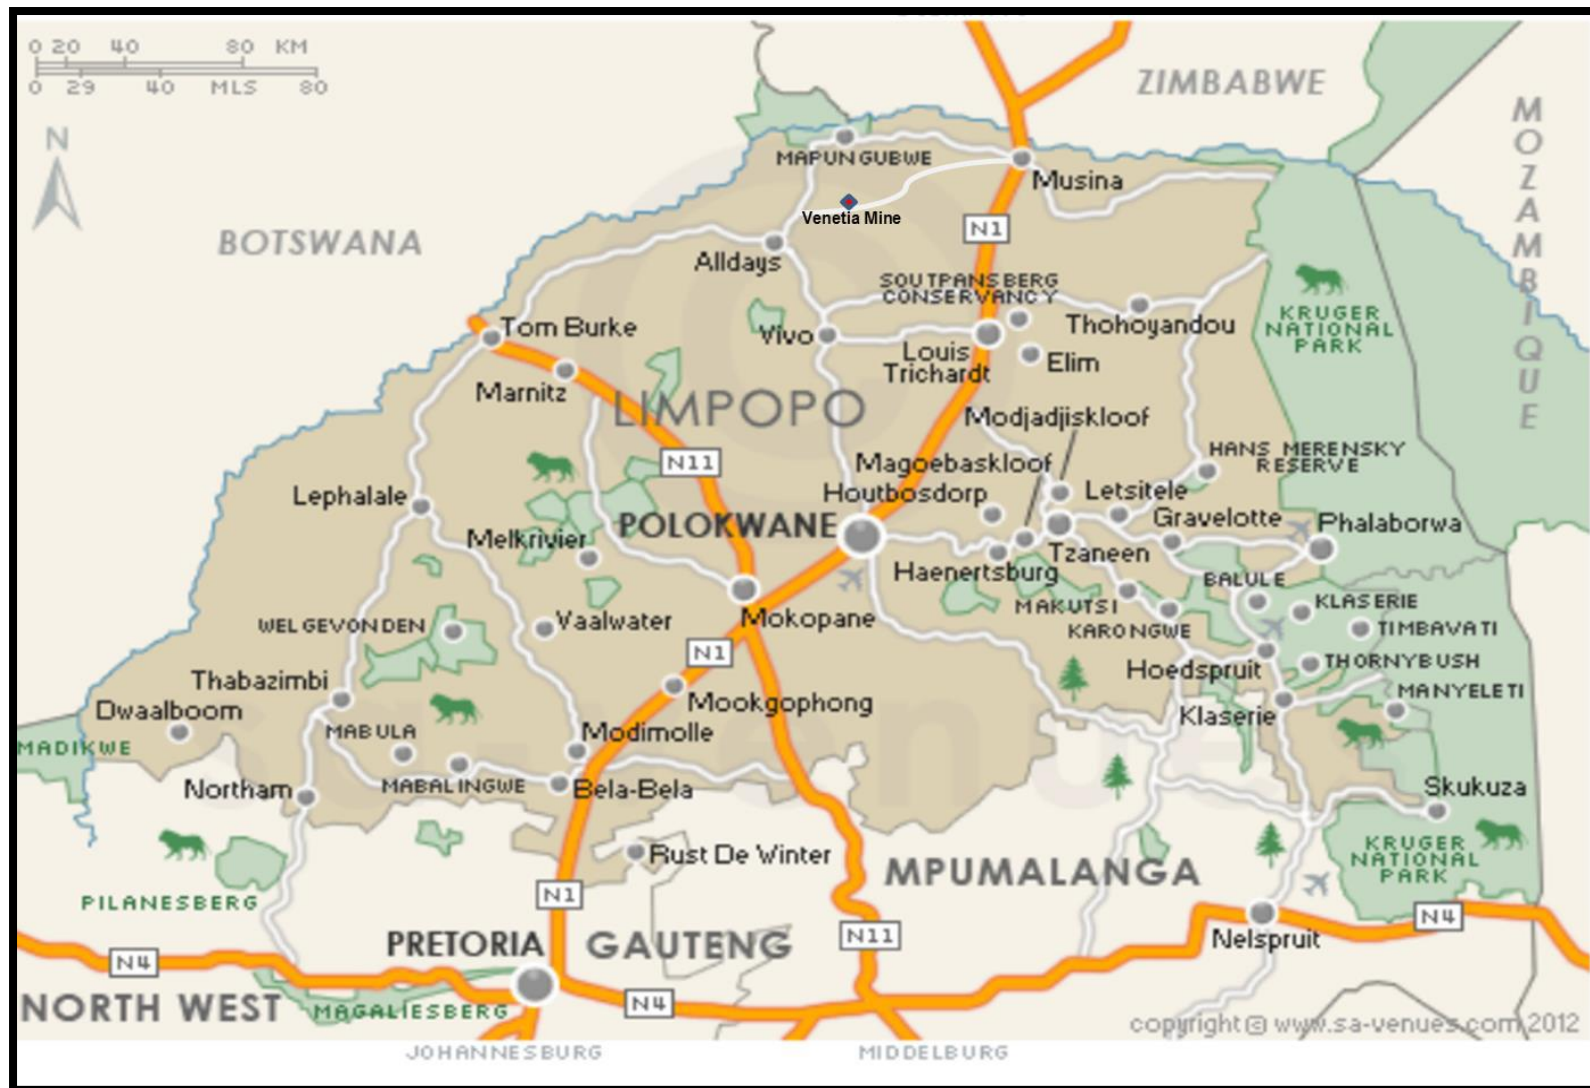 0 20 40 80 KM
0 29 40 MLS 80
N
ZIMBABWE
MOZAMBIQUE
BOTSWANA
MAPUNGUBWE
Musina
Venetia Mine
N1
Alldays
SOUTPANSBERG
CONSERVANCY
KRUGER
NATIONAL
PARK
Tom Burke
Vivo
Thohoyandou
Louis
Trichardt
Elim
Marnitz
LIMPOPO
Modjadjiskloof
N11
Magoebaskloof
HANS MERENSKY
RESERVE
Lephalale
Houtbosdorp
Letsitele
POLOKWANE
Gravelotte
Phalaborwa
Melkrivier
Tzaneen
Haenertsburg
BALULE
MAKUTSI
KLASERIE
WELGEVONDEN
Vaalwater
Mokopane
KARONGWE
TIMBAVATI
N1
Hoedspruit
THORNYBUSH
Thabazimbi
MANYELETI
Dwaalboom
Mookgophong
Klaserie
MABULA
Modimolle
MADIKWE
Northam
MABALINGWE
Bela-Bela
Skukuza
Rust De Winter
KRUGER
NATIONAL
PARK
MPUMALANGA
PILANESBERG
N1
N4
PRETORIA
GAUTENG
N11
Nelspruit
N4
NORTH WEST
MAGALIESBERG
N4
copyright © www.sa-venues.com 2012
JOHANNESBURG
MIDDELBURG